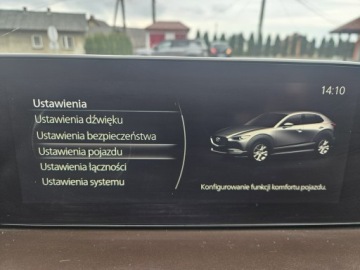 14:10
Ustawienia
Ustawienia dźwięku
Ustawienia bezpieczeństwa
Ustawienia pojazdu
Ustawienia łączności
Ustawienia systemu
Konfigurowanie funkcji komfortu pojazdu.